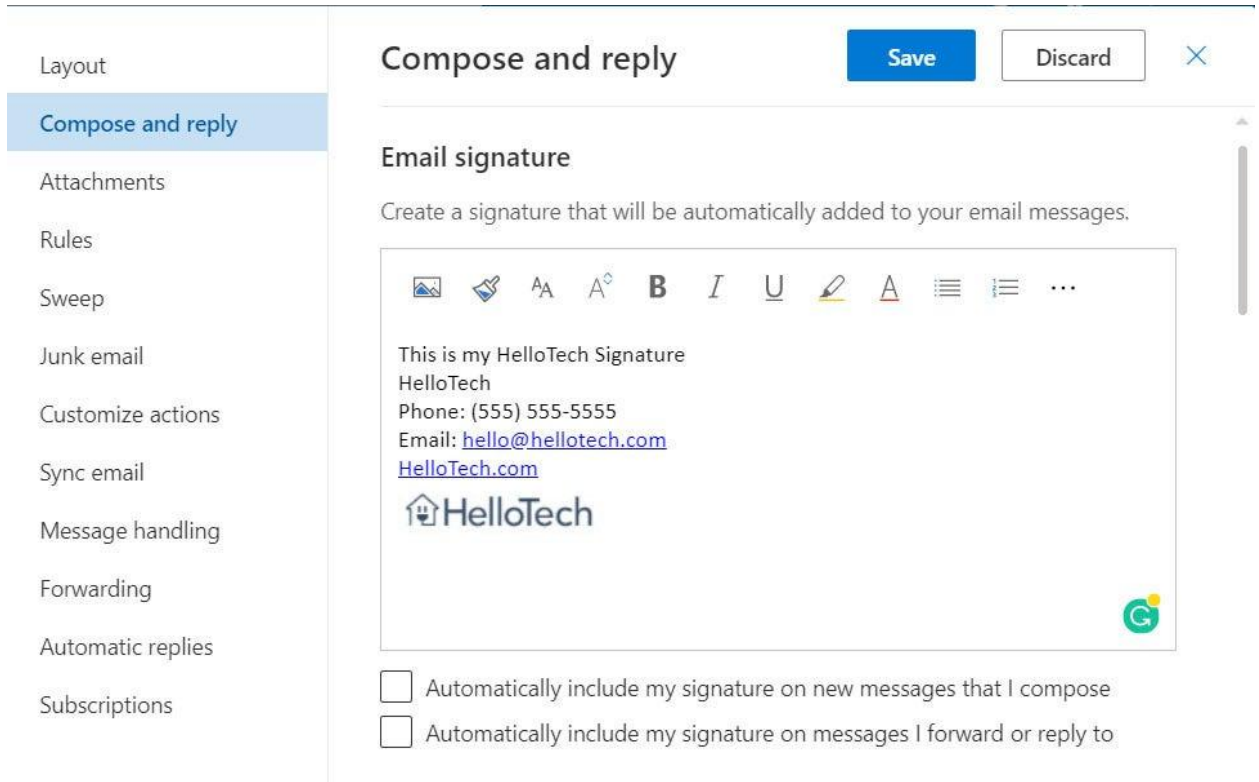 Layout
Compose and reply
Attachments
Rules
Sweep
Junk email
Customize actions
Sync email
Message handling
Forwarding
Automatic replies
Subscriptions
Compose and reply
Save
Discard
Email signature
Create a signature that will be automatically added to your email messages.
This is my HelloTech Signature
HelloTech
Phone: (555) 555-5555
Email: hello@hellotech.com
HelloTech.com
HelloTech
Automatically include my signature on new messages that I compose
Automatically include my signature on messages I forward or reply to